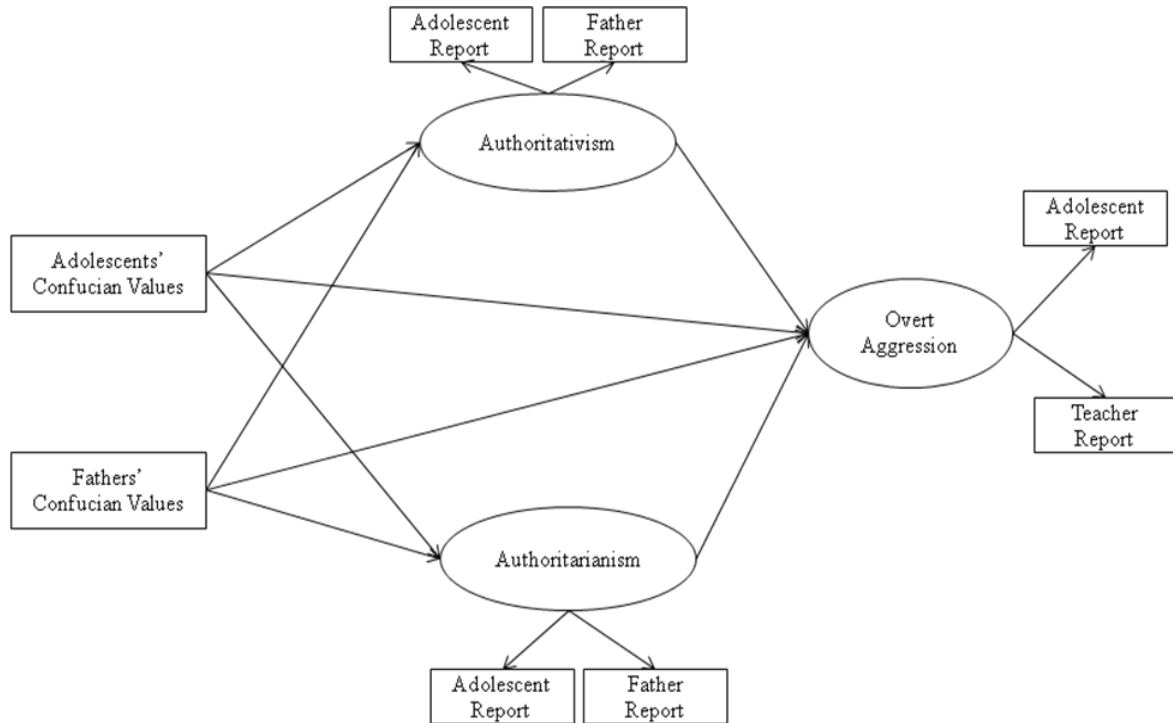 Adolescent
Report
Father
Report
Authoritativism
Adolescent
Report
Adolescents’
Confucian Values
Overt
Aggression
Teacher
Report
Fathers’
Confucian Values
Authoritarianism
Adolescent
Report
Father
Report